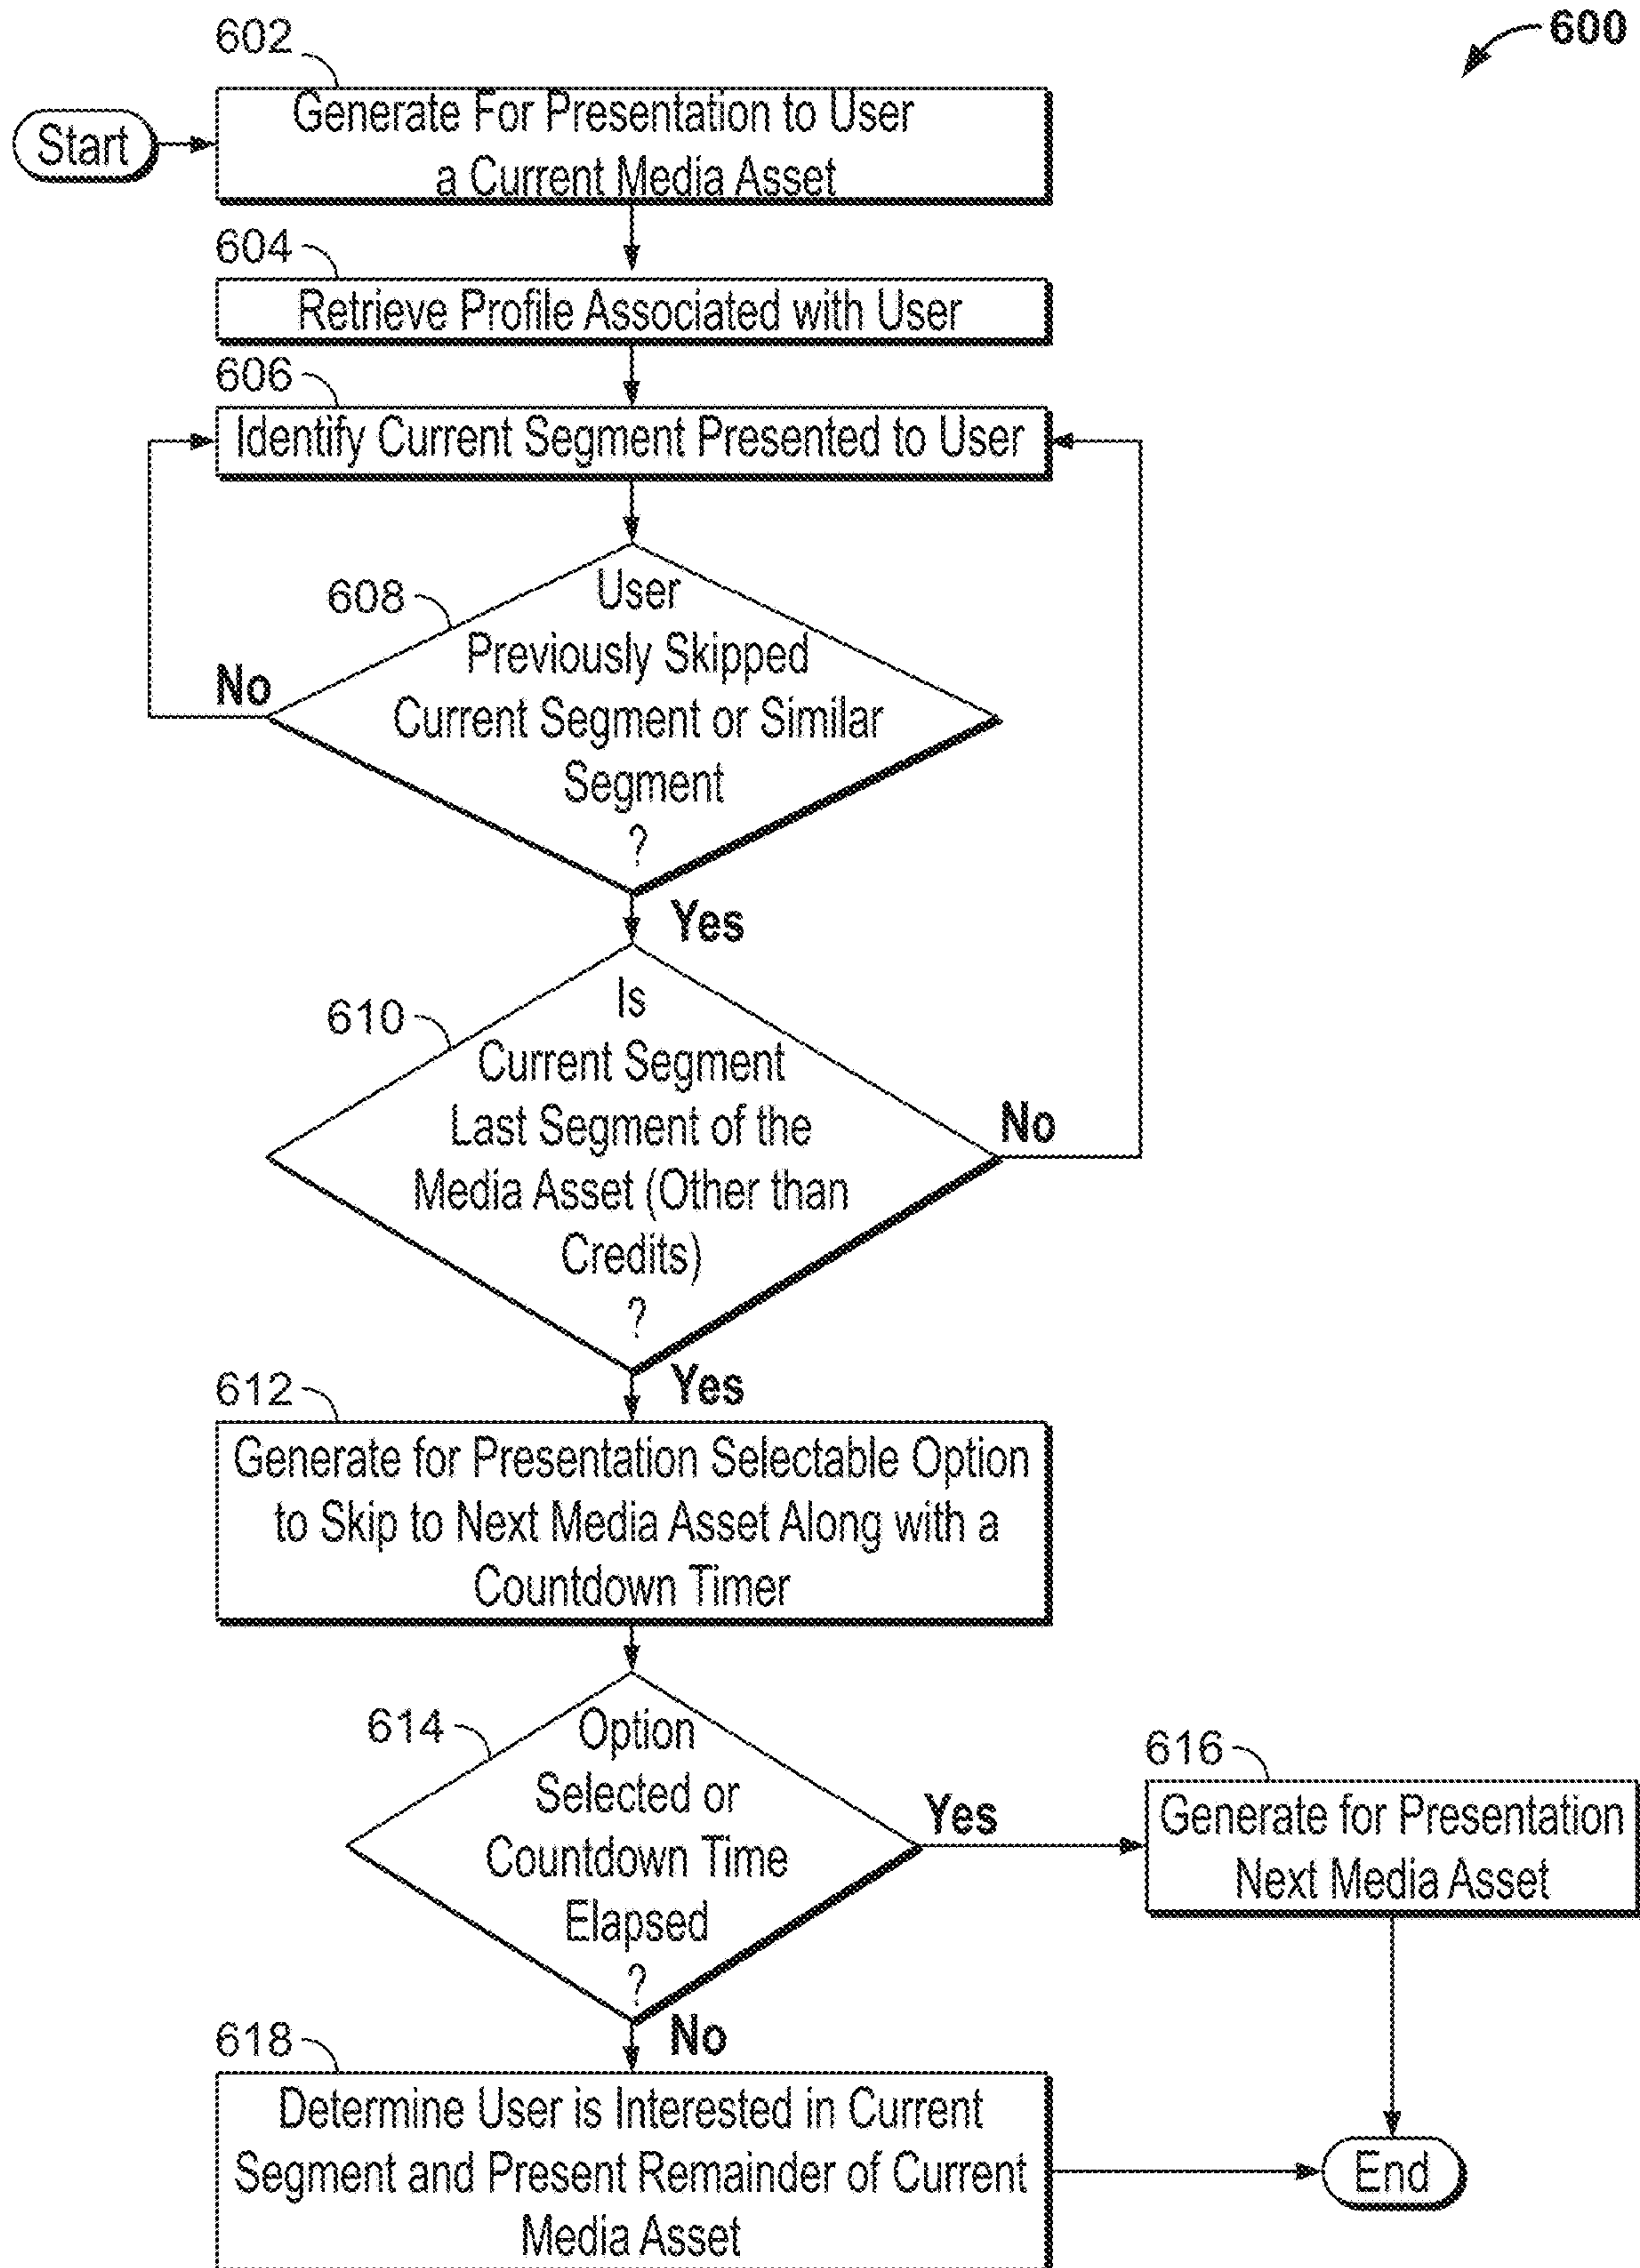 600
602
Start
Generate For Presentation to User
a Current Media Asset
604
Retrieve Profile Associated with User
606
Identify Current Segment Presented to User
608
User
Previously Skipped
Current Segment or Similar
Segment
?
No
Yes
610
Is
Current Segment
Last Segment of the
Media Asset (Other than
Credits)
?
No
Yes
612
Generate for Presentation Selectable Option
to Skip to Next Media Asset Along with a
Countdown Timer
614
Option
Selected or
Countdown Time
Elapsed
?
Yes
616
Generate for Presentation
Next Media Asset
No
618
Determine User is Interested in Current
Segment and Present Remainder of Current
Media Asset
End